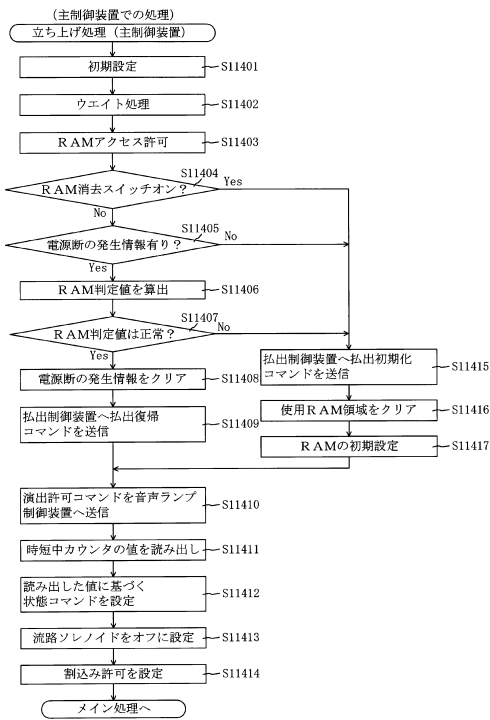 (主制御装置での処理)
立ち上げ処理(主制御装置)
初期設定 S11401
ウエイト処理 S11402
RAMアクセス許可 S11403
S11404
RAM消去スイッチオン? Yes
No
S11405
電源断の発生情報有り? No
Yes
RAM判定値を算出 S11406
S11407
RAM判定値は正常? No
Yes
電源断の発生情報をクリア S11408
払出制御装置へ払出復帰
コマンドを送信 S11409
払出制御装置へ払出初期化
コマンドを送信 S11415
使用RAM領域をクリア S11416
RAMの初期設定 S11417
演出許可コマンドを音声ランプ
制御装置へ送信 S11410
時短中カウンタの値を読み出し S11411
読み出した値に基づく
状態コマンドを設定 S11412
流路ソレノイドをオフに設定 S11413
割込み許可を設定 S11414
メイン処理へ